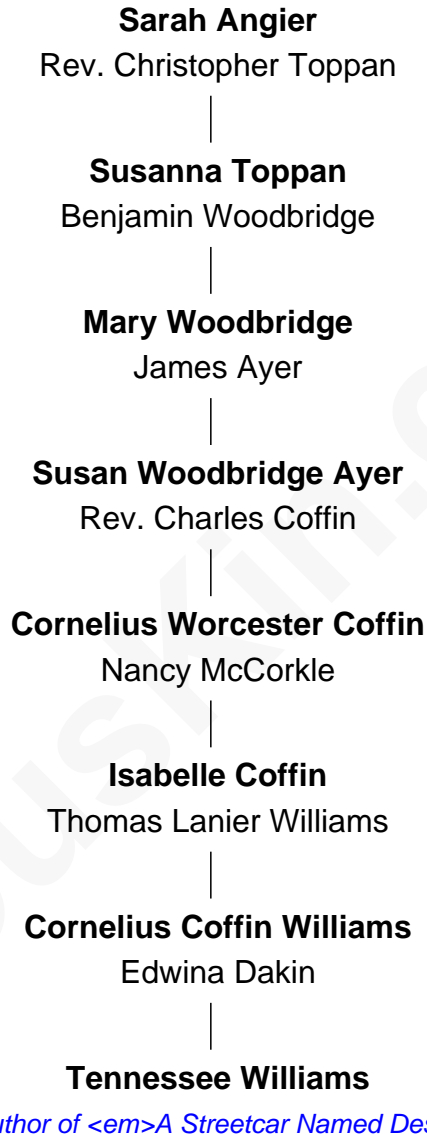 Sarah Angier
Rev. Christopher Toppan
Susanna Toppan
Benjamin Woodbridge
Mary Woodbridge
James Ayer
Susan Woodbridge Ayer
Rev. Charles Coffin
Cornelius Worcester Coffin
Nancy McCorkle
Isabelle Coffin
Thomas Lanier Williams
Cornelius Coffin Williams
Edwina Dakin
Tennessee Williams
of <em>A Streetcar Named